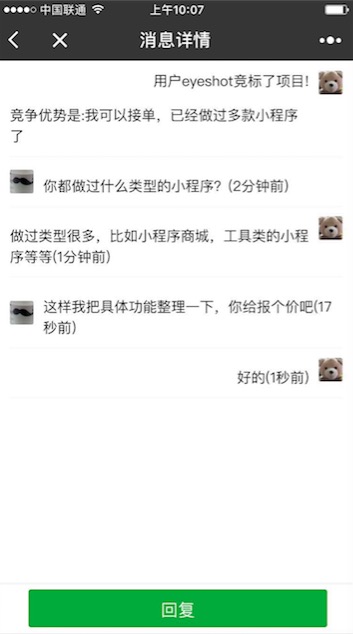 中国联通
上午10:07
消息详情
用户eyeshot竞标了项目!
竞争优势是:我可以接单，已经做过多款小程序
了
你都做过什么类型的小程序? (2分钟前)
做过类型很多，比如小程序商城，工具类的小程
序等等(1分钟前)
这样我把具体功能整理一下，你给报个价吧(17
秒前)
好的(1秒前)
回复